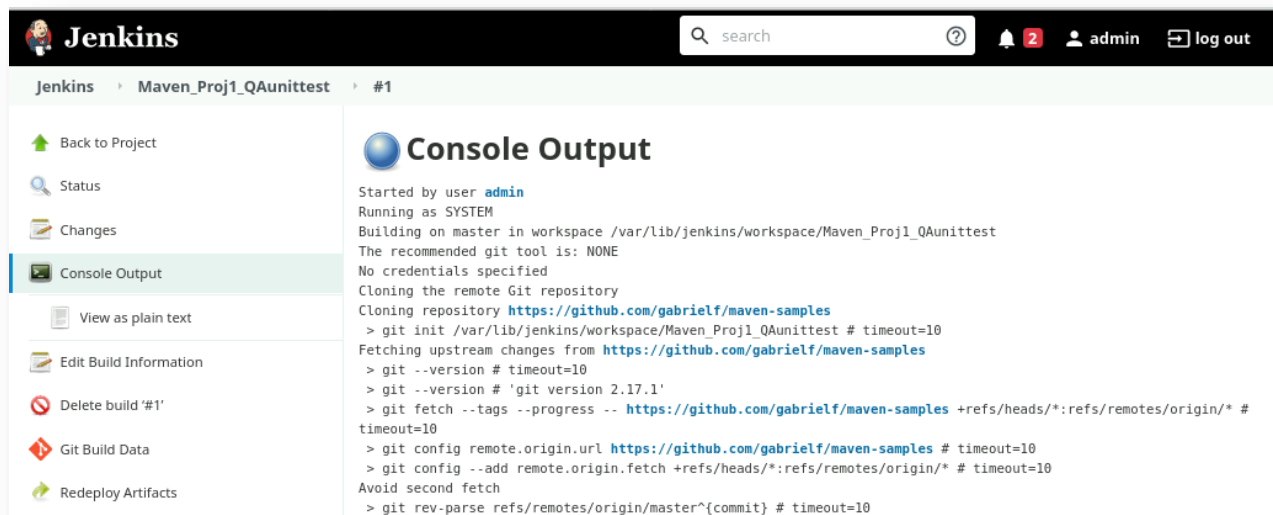 Jenkins
search
2
admin
log out
Jenkins
Maven_Proj1_QAunittest
#1
Back to Project
Status
Changes
Console Output
View as plain text
Edit Build Information
Delete build ‘#1’
Git Build Data
Redeploy Artifacts
Console Output
Started by user admin
Running as SYSTEM
Building on master in workspace /var/lib/jenkins/workspace/Maven_Proj1_QAunittest
The recommended git tool is: NONE
No credentials specified
Cloning the remote Git repository
Cloning repository https://github.com/gabrielf/maven-samples
> git init /var/lib/jenkins/workspace/Maven_Proj1_QAunittest # timeout=10
Fetching upstream changes from https://github.com/gabrielf/maven-samples
> git --version # timeout=10
> git --version # 'git version 2.17.1'
> git fetch --tags --progress -- https://github.com/gabrielf/maven-samples +refs/heads/*:refs/remotes/origin/* #
timeout=10
> git config remote.origin.url https://github.com/gabrielf/maven-samples # timeout=10
> git config --add remote.origin.fetch +refs/heads/*:refs/remotes/origin/* # timeout=10
Avoid second fetch
> git rev-parse refs/remotes/origin/master^{commit} # timeout=10